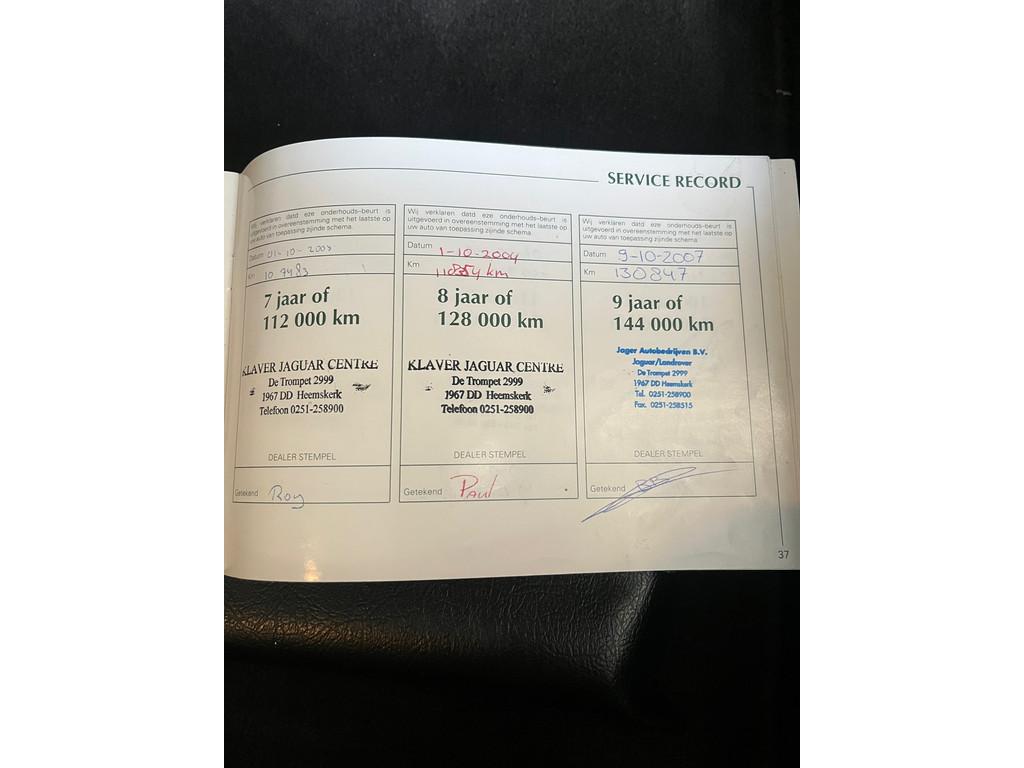 SERVICE RECORD
Wij verklaren datd eze onderhouds-beurt is
uitgevoerd in overeenstemming met het laatste op
uw auto van toepassing zijnde schema.
Datum 01-10-2003
Km 109483
7 jaar of
112 000 km
KLAVER JAGUAR CENTRE
De Trompet 2999
1967 DD Heemskerk
Telefoon 0251-258900
DEALER STEMPEL
Getekend Roy
Wij verklaren datd eze onderhouds-beurt is
uitgevoerd in overeenstemming met het laatste op
uw auto van toepassing zijnde schema.
Datum 1-10-2004
Km km
8 jaar of
128 000 km
KLAVER JAGUAR CENTRE
De Trompet 2999
1967 DD Heemskerk
Telefoon 0251-258900
DEALER STEMPEL
Getekend Paul
Wij verklaren datd eze onderhouds-beurt is
uitgevoerd in overeenstemming met het laatste op
uw auto van toepassing zijnde schema.
Datum 9-10-2007
Km 130847
9 jaar of
144 000 km
Jager Autobedrijven B.V.
Jaguar/Landrover
De Trompet 2999
1967 DD Heemskerk
Tel. 0251-258900
Fax. 0251-258515
DEALER STEMPEL
Getekend
37